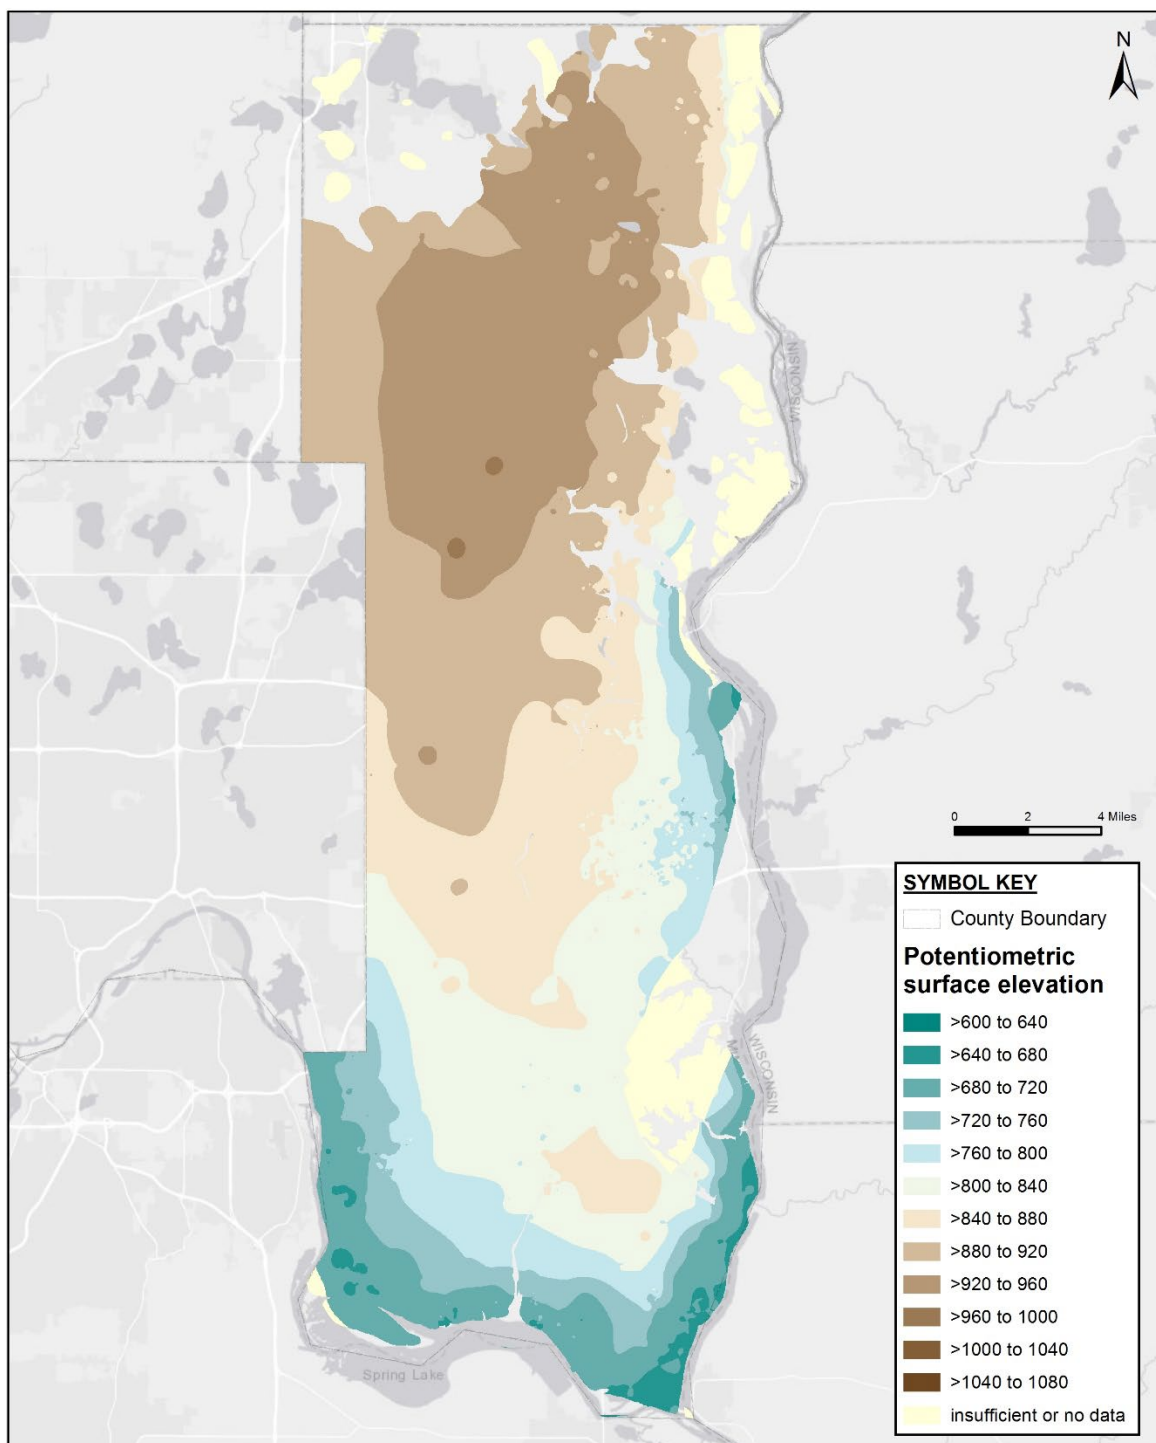 N
WISCONSIN
0 2 4 Miles
SYMBOL KEY
County Boundary
Potentiometric
surface elevation
>600 to 640
>640 to 680
>680 to 720
>720 to 760
>760 to 800
>800 to 840
>840 to 880
>880 to 920
>920 to 960
>960 to 1000
>1000 to 1040
>1040 to 1080
insufficient or no data
WISCONSIN
Spring Lake